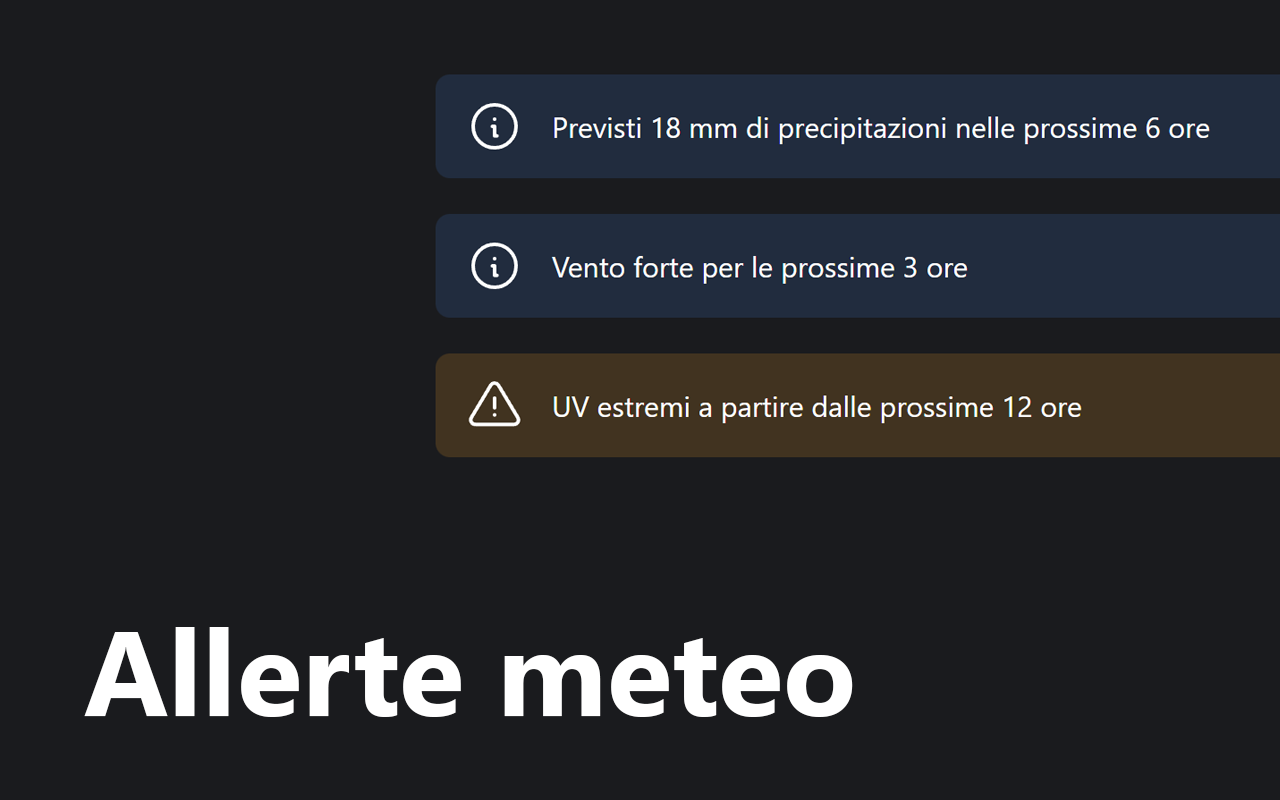 Previsti 18 mm di precipitazioni nelle prossime 6 ore
Vento forte per le prossime 3 ore
UV estremi a partire dalle prossime 12 ore
Allerte meteo